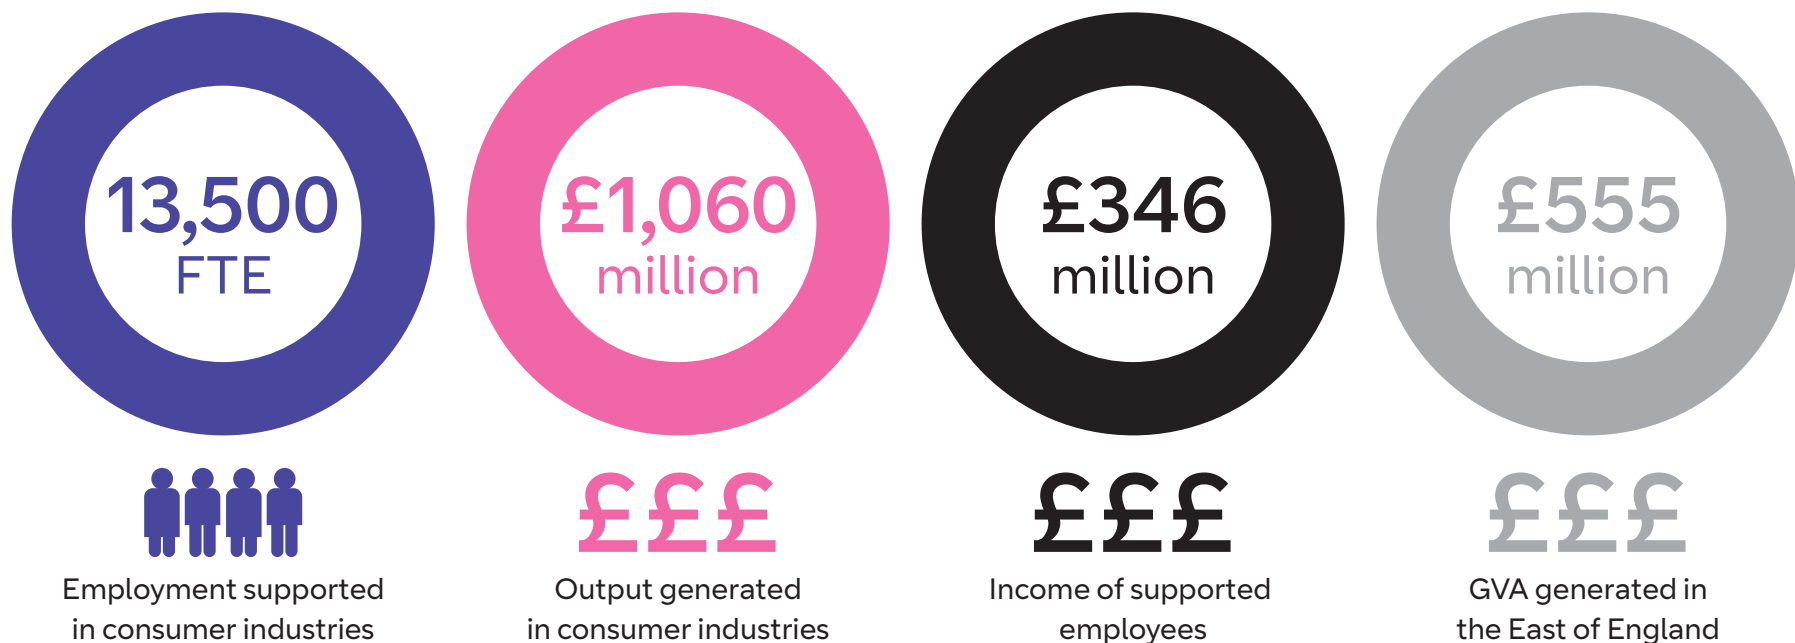 13,500
FTE
£1,060
million
£346
million
£555
million
£££
£££
£££
Employment supported
in consumer industries
Output generated
in consumer industries
Income of supported
employees
GVA generated in
the East of England